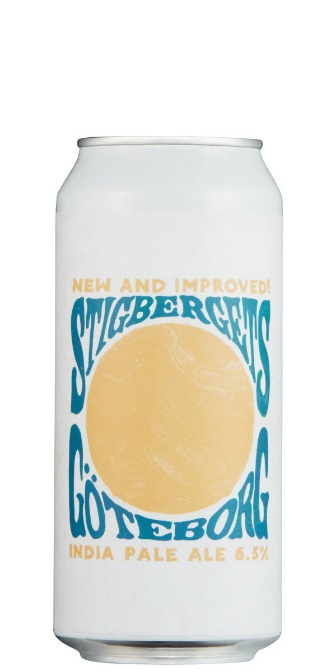 NEW AND IMPROVED!
STIGBERGETS
GÖTEBORG
INDIA PALE ALE 6.5%